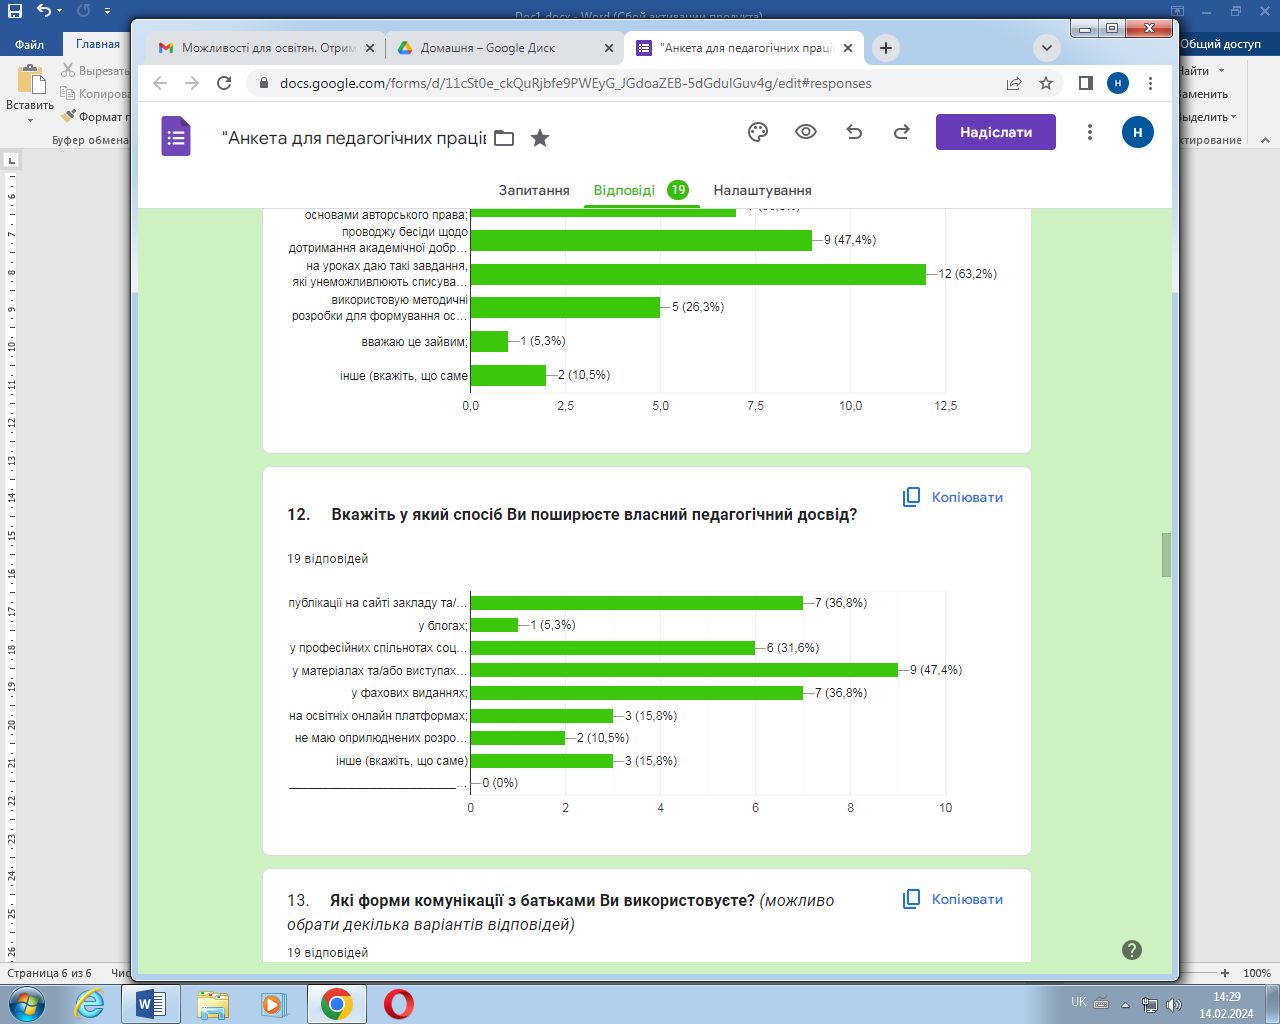 Doc1.docx - Word (Сбой активации продукта)
Файл
Главная
Общий доступ
Вырезать
Вставить
Формат п
Буфер обмена
Найти
Заменить
Выделить
Можливості для освітян. Отрим
Домашня – Google Диск
"Анкета для педагогічних праці
docs.google.com/forms/d/11cSt0e_ckQuRjbfe9PWEyG_JGdoaZEB-5dGdulGuv4g/edit#responses
"Анкета для педагогічних праців
Надіслати
Н
Запитання
Відповіді 19
Налаштування
основами авторського права;
проводжу бесіди щодо
дотримання академічної добр…
9 (47,4%)
на уроках даю такі завдання,
які унеможливлюють списува…
12 (63,2%)
використовую методичні
розробки для формування ос…
5 (26,3%)
вважаю це зайвим;
1 (5,3%)
інше (вкажіть, що саме
2 (10,5%)
0,0 2,5 5,0 7,5 10,0 12,5
Копіювати
12. Вкажіть у який спосіб Ви поширюєте власний педагогічний досвід?
19 відповідей
публікації на сайті закладу та/…
7 (36,8%)
у блогах;
1 (5,3%)
у професійних спільнотах соц…
6 (31,6%)
у матеріалах та/або виступах…
9 (47,4%)
у фахових виданнях;
7 (36,8%)
на освітніх онлайн платформах;
3 (15,8%)
не маю оприлюднених розро…
2 (10,5%)
інше (вкажіть, що саме)
3 (15,8%)
_________________________…
0 (0%)
0 2 4 6 8 10
13. Які форми комунікації з батьками Ви використовуєте? (можливо
обрати декілька варіантів відповідей)
Копіювати
19 відповідей
Страница 6 из 6
100%
UK
14:29
14.02.2024